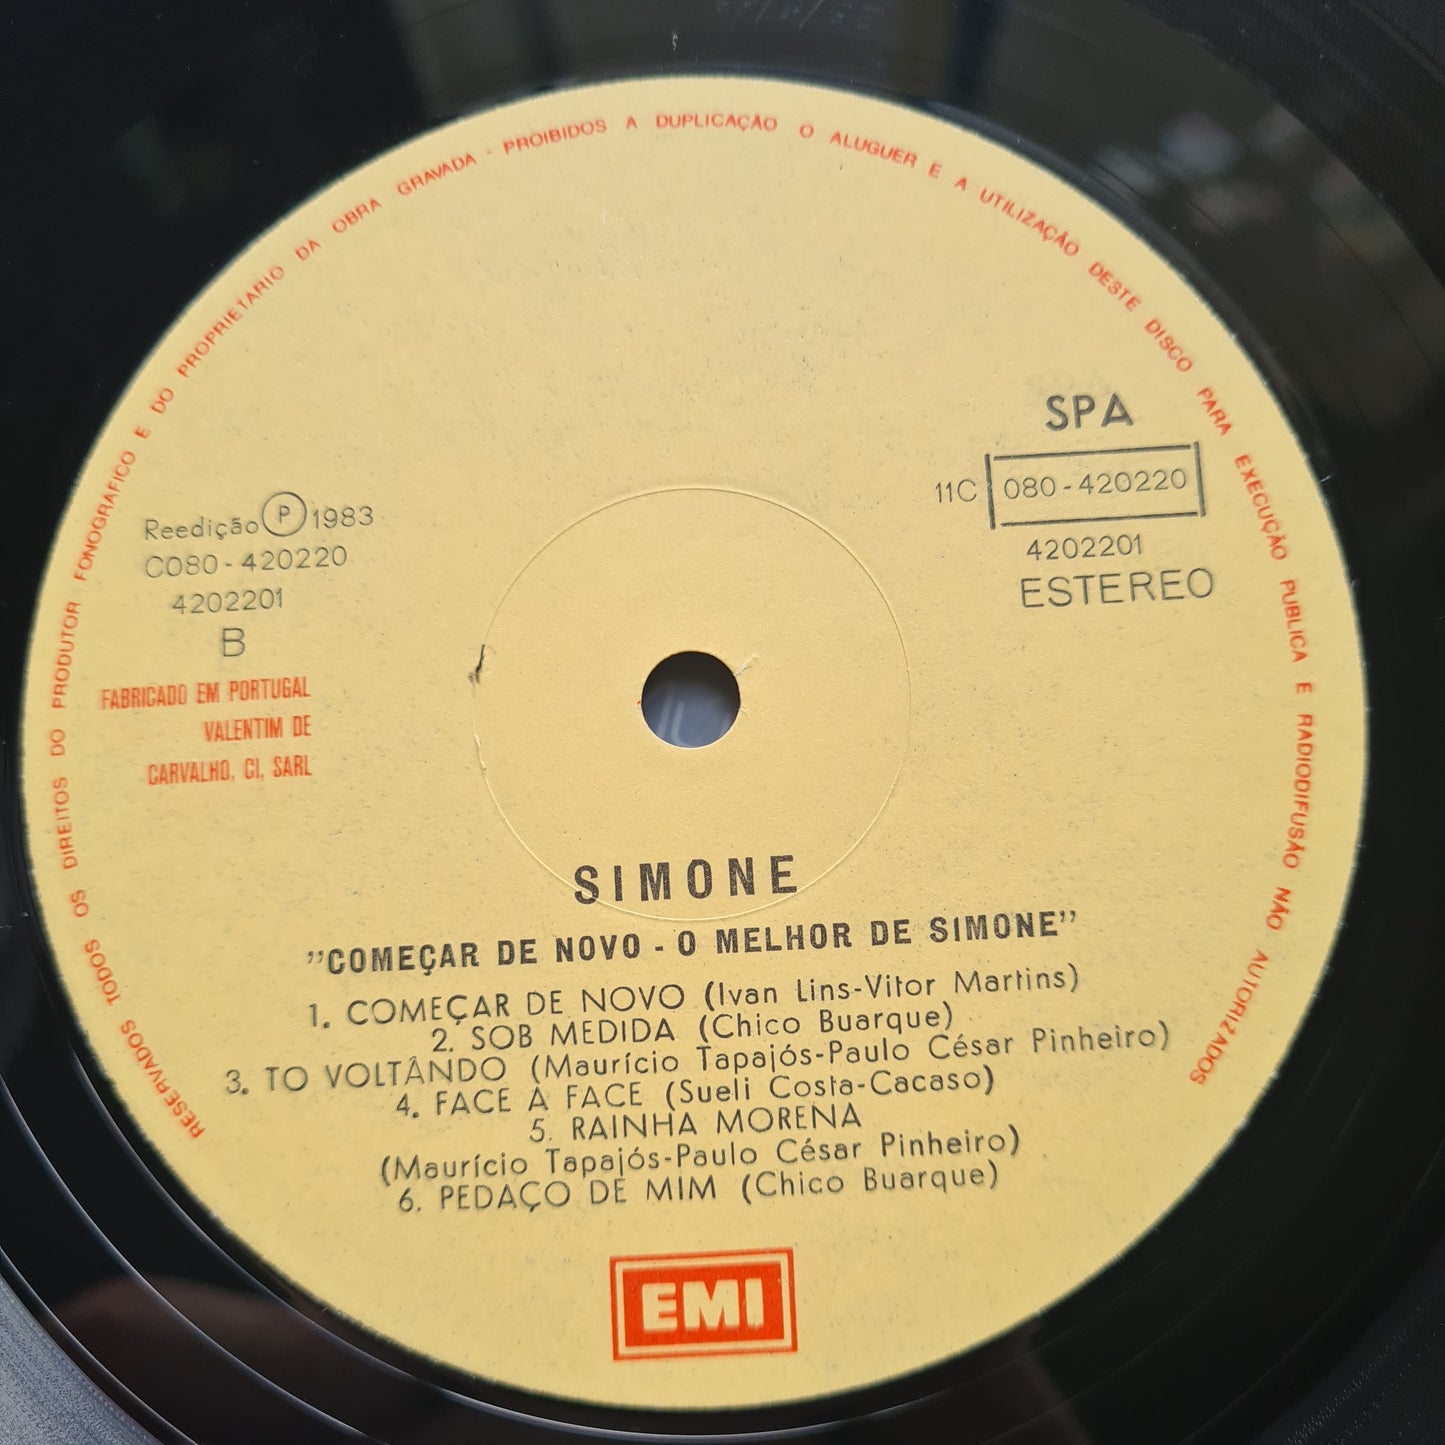 RESERVADOS TODOS OS DIREITOS DO PRODUTOR FONOGRAFICO E DO PROPRIETARIO DA OBRA GRAVADA - PROIBIDOS A DUPLICAÇÃO O ALUGUER E A UTILIZAÇÃO DESTE DISCO PARA EXECUÇÃO PUBLICA E RADIODIFUSÃO NÃO AUTORIZADOS
SPA
11C 080-420220
4202201
ESTEREO
Reedição Ⓟ 1983
C080-420220
4202201
B
FABRICADO EM PORTUGAL
VALENTIM DE
CARVALHO, CI, SARL
SIMONE
"COMEÇAR DE NOVO - O MELHOR DE SIMONE"
1. COMEÇAR DE NOVO (Ivan Lins-Vitor Martins)
2. SOB MEDIDA (Chico Buarque)
3. TO VOLTÂNDO (Maurício Tapajós-Paulo César Pinheiro)
4. FACE A FACE (Sueli Costa-Cacaso)
5. RAINHA MORENA
(Maurício Tapajós-Paulo César Pinheiro)
6. PEDAÇO DE MIM (Chico Buarque)
EMI